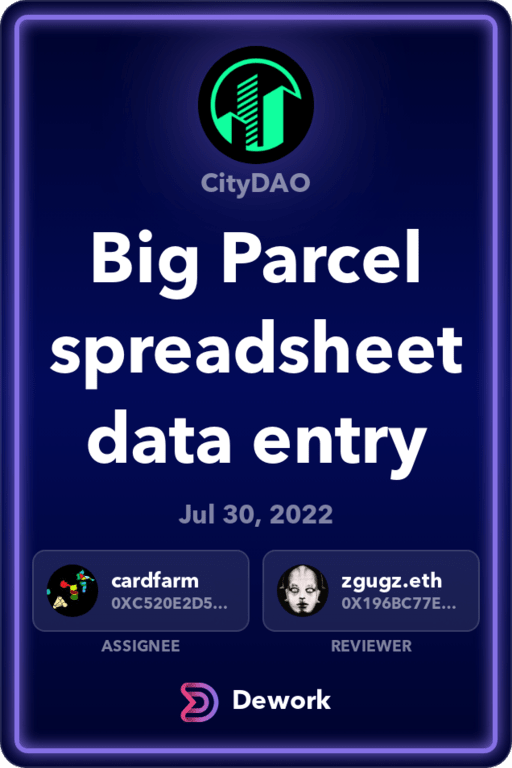 CityDAO
Big Parcel
spreadsheet
data entry
Jul 30, 2022
cardfarm
0XC520E2D5...
ASSIGNEE
zgugz.eth
0X196BC77E...
REVIEWER
Dework